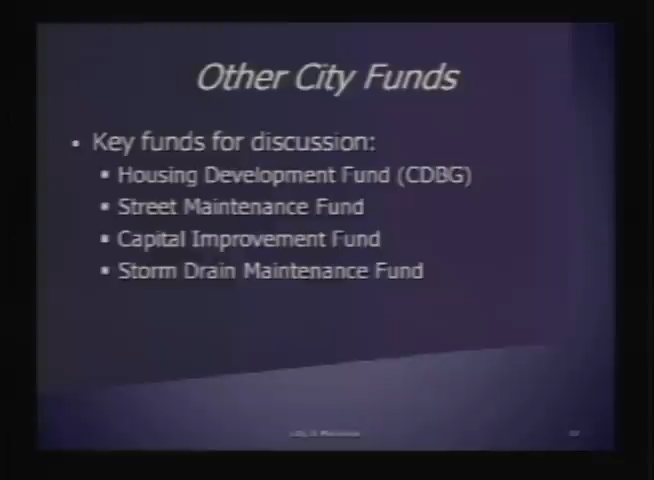 Other City Funds
▪ Key funds for discussion:
▪ Housing Development Fund (CDBG)
▪ Street Maintenance Fund
▪ Capital Improvement Fund
▪ Storm Drain Maintenance Fund